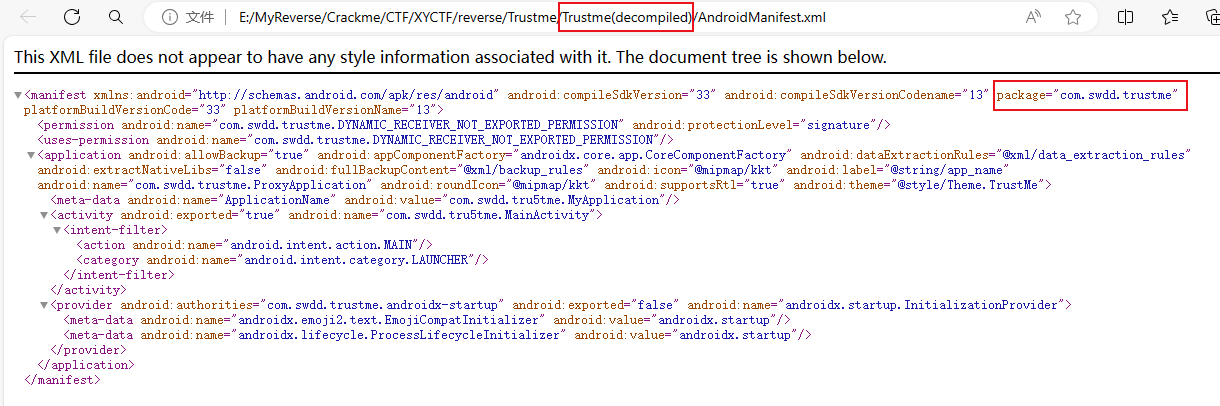 文件 E:/MyReverse/Crackme/CTF/XYCTF/reverse/Trustme/Trustme(decompiled)/AndroidManifest.xml
This XML file does not appear to have any style information associated with it. The document tree is shown below.
▼<manifest xmlns:android="http://schemas.android.com/apk/res/android" android:compileSdkVersion="33" android:compileSdkVersionCodename="13" package="com.swdd.trustme"
platformBuildVersionCode="33" platformBuildVersionName="13">
<permission android:name="com.swdd.trustme.DYNAMIC_RECEIVER_NOT_EXPORTED_PERMISSION" android:protectionLevel="signature"/>
<uses-permission android:name="com.swdd.trustme.DYNAMIC_RECEIVER_NOT_EXPORTED_PERMISSION"/>
▼<application android:allowBackup="true" android:appComponentFactory="androidx.core.app.CoreComponentFactory" android:dataExtractionRules="@xml/data_extraction_rules"
android:extractNativeLibs="false" android:fullBackupContent="@xml/backup_rules" android:icon="@mipmap/kkt" android:label="@string/app_name"
android:name="com.swdd.trustme.ProxyApplication" android:roundIcon="@mipmap/kkt" android:supportsRtl="true" android:theme="@style/Theme.TrustMe">
<meta-data android:name="ApplicationName" android:value="com.swdd.tru5tme.MyApplication"/>
▼<activity android:exported="true" android:name="com.swdd.tru5tme.MainActivity">
▼<intent-filter>
<action android:name="android.intent.action.MAIN"/>
<category android:name="android.intent.category.LAUNCHER"/>
</intent-filter>
</activity>
▼<provider android:authorities="com.swdd.trustme.androidx-startup" android:exported="false" android:name="androidx.startup.InitializationProvider">
<meta-data android:name="androidx.emoji2.text.EmojiCompatInitializer" android:value="androidx.startup"/>
<meta-data android:name="androidx.lifecycle.ProcessLifecycleInitializer" android:value="androidx.startup"/>
</provider>
</application>
</manifest>